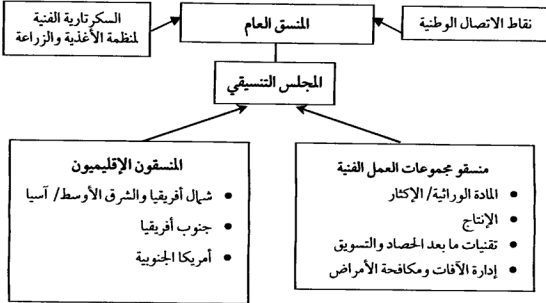 نقاط الاتصال الوطنية
المنسق العام
السكرتارية الفنية
لمنظمة الأغذية والزراعة
المجلس التنسيقي
منسقو مجموعات العمل الفنية
المادة الوراثية/ الإكثار
الإنتاج
تقنيات ما بعد الحصاد والتسويق
إدارة الآفات ومكافحة الأمراض
المنسقون الإقليميون
شمال أفريقيا والشرق الأوسط/ آسيا
جنوب أفريقيا
أمريكا الجنوبية